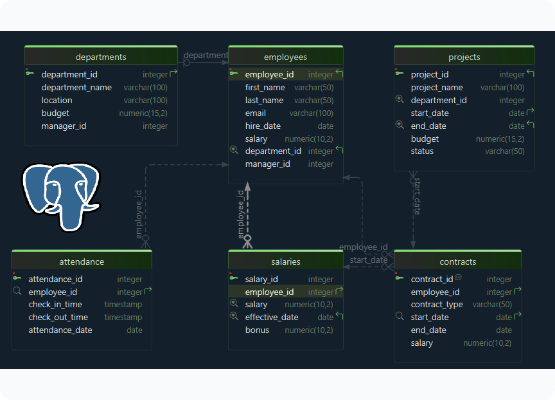 departments
department_id integer
department_name varchar(100)
location varchar(100)
budget numeric(15,2)
manager_id integer
department
employees
employee_id integer
first_name varchar(50)
last_name varchar(50)
email varchar(100)
hire_date date
salary numeric(10,2)
department_id integer
manager_id integer
projects
project_id integer
project_name varchar(100)
department_id integer
start_date date
end_date date
budget numeric(15,2)
status varchar(50)
employee_id
employee_id
start_date
employee_id
start_date
attendance
attendance_id integer
employee_id integer
check_in_time timestamp
check_out_time timestamp
attendance_date date
salaries
salary_id integer
employee_id integer
salary numeric(10,2)
effective_date date
bonus numeric(10,2)
contracts
contract_id integer
employee_id integer
contract_type varchar(50)
start_date date
end_date date
salary numeric(10,2)